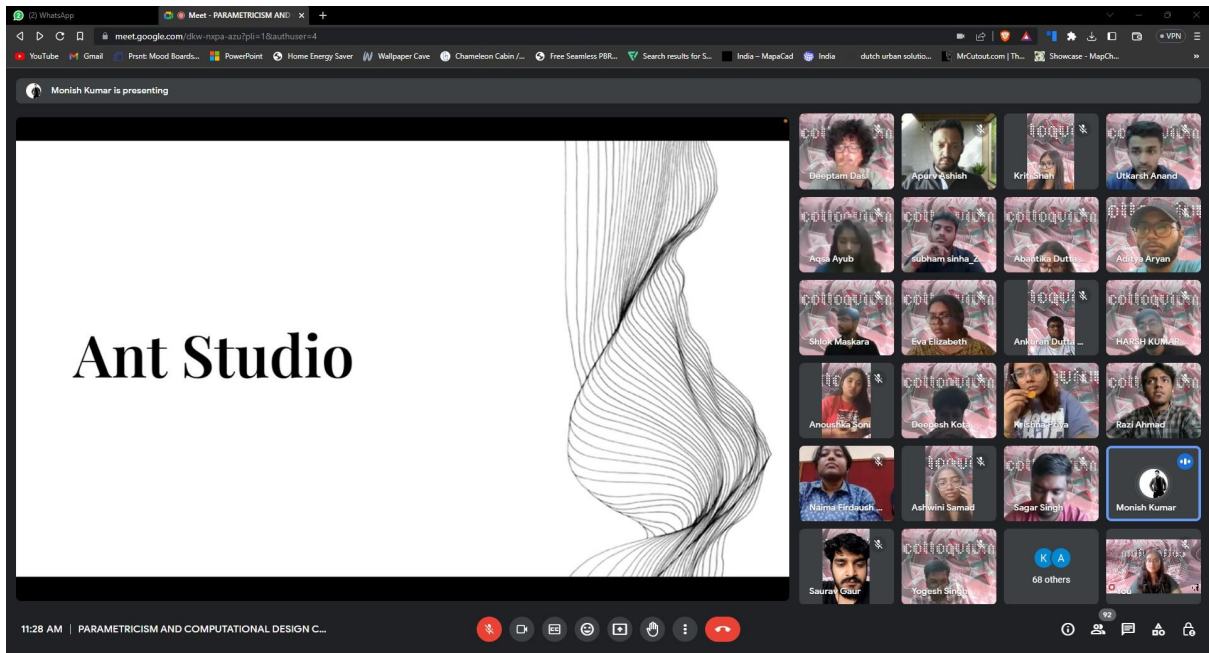 (2) WhatsApp
Meet - PARAMETRICISM AND
meet.google.com/dkw-nxpa-azu?pli=1&authuser=4
VPN
YouTube
Gmail
Prsnt: Mood Boards...
PowerPoint
Home Energy Saver
Wallpaper Cave
Chameleon Cabin /...
Free Seamless PBR...
Search results for S...
India – MapaCad
India
dutch urban solutio...
MrCutout.com | Th...
Showcase - MapCh...
Monish Kumar is presenting
Ant Studio
Deeptam Das
Apurv Ashish
Kriti Shah
Utkarsh Anand
Aqsa Ayub
subham sinha_Z...
Abantika Dutta...
Aditya Aryan
Shlok Maskara
Eva Elizabeth
Ankuran Dutta ...
HARSH KUMAR...
Anoushka Soni
Deepesh Kota
Krishna Priya
Razi Ahmad
Naima Firdaush ...
Ashwini Samad
Sagar Singh
Monish Kumar
Saurav Gaur
Yogesh Singh
K A
68 others
You
11:28 AM | PARAMETRICISM AND COMPUTATIONAL DESIGN C...
CC
92